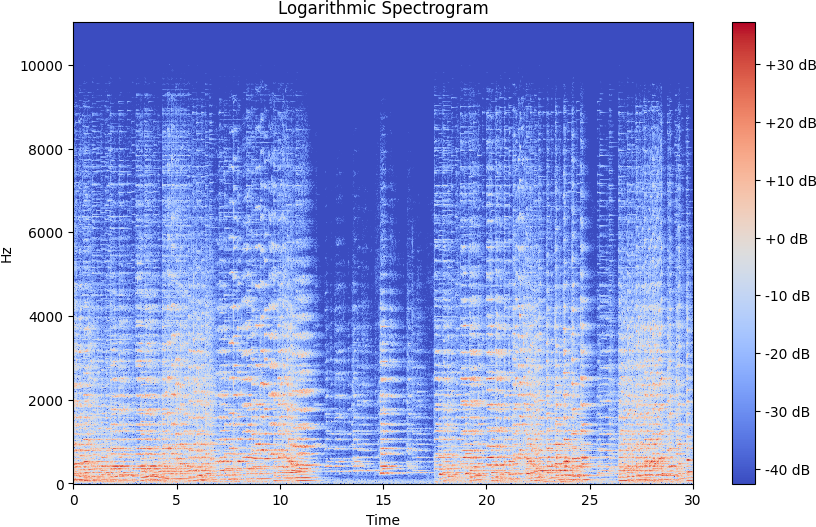 Logarithmic Spectrogram
Hz
10000
8000
6000
4000
2000
0
0 5 10 15 20 25 30
Time
+30 dB
+20 dB
+10 dB
+0 dB
-10 dB
-20 dB
-30 dB
-40 dB